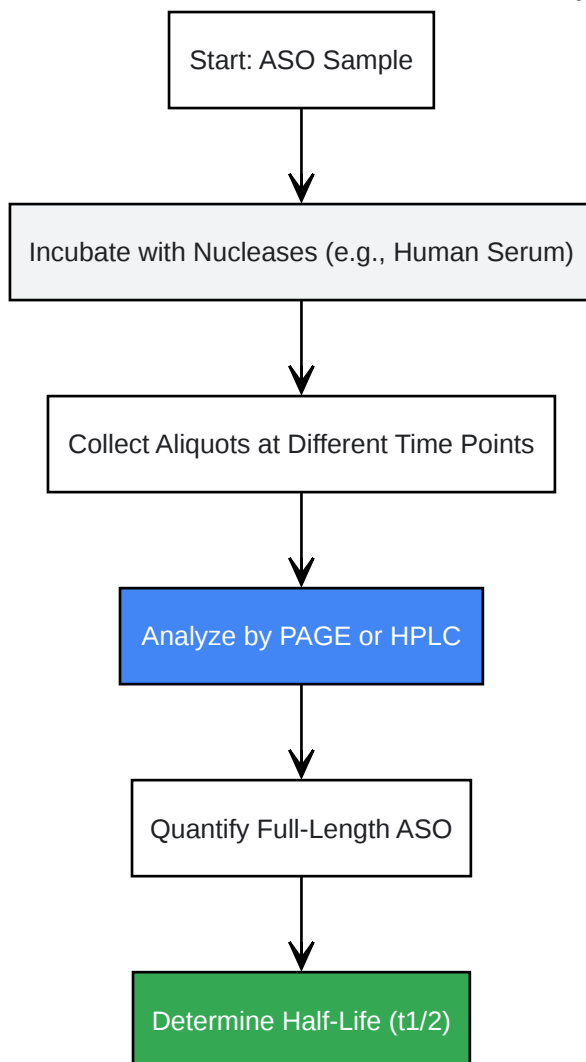 Start: ASO Sample
Incubate with Nucleases (e.g., Human Serum)
Collect Aliquots at Different Time Points
Analyze by PAGE or HPLC
Quantify Full-Length ASO
Determine Half-Life (t1/2)